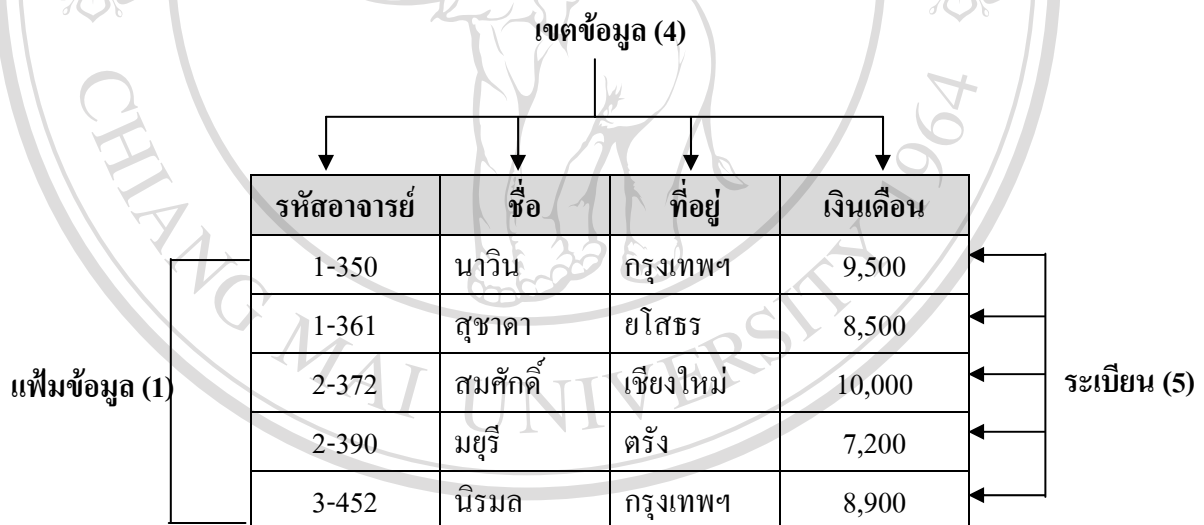 เขตข้อมูล (4)
รหัสอาจารย์ ชื่อ ที่อยู่ เงินเดือน
1-350 นาวิน กรุงเทพฯ 9,500
1-361 สุชาดา ยโสธร 8,500
แฟ้มข้อมูล (1) 2-372 สมศักดิ์ เชียงใหม่ 10,000 ระเบียน (5)
2-390 มยุรี ตรัง 7,200
3-452 นิรมล กรุงเทพฯ 8,900
CHIANG MAI UNIVERSITY 1964